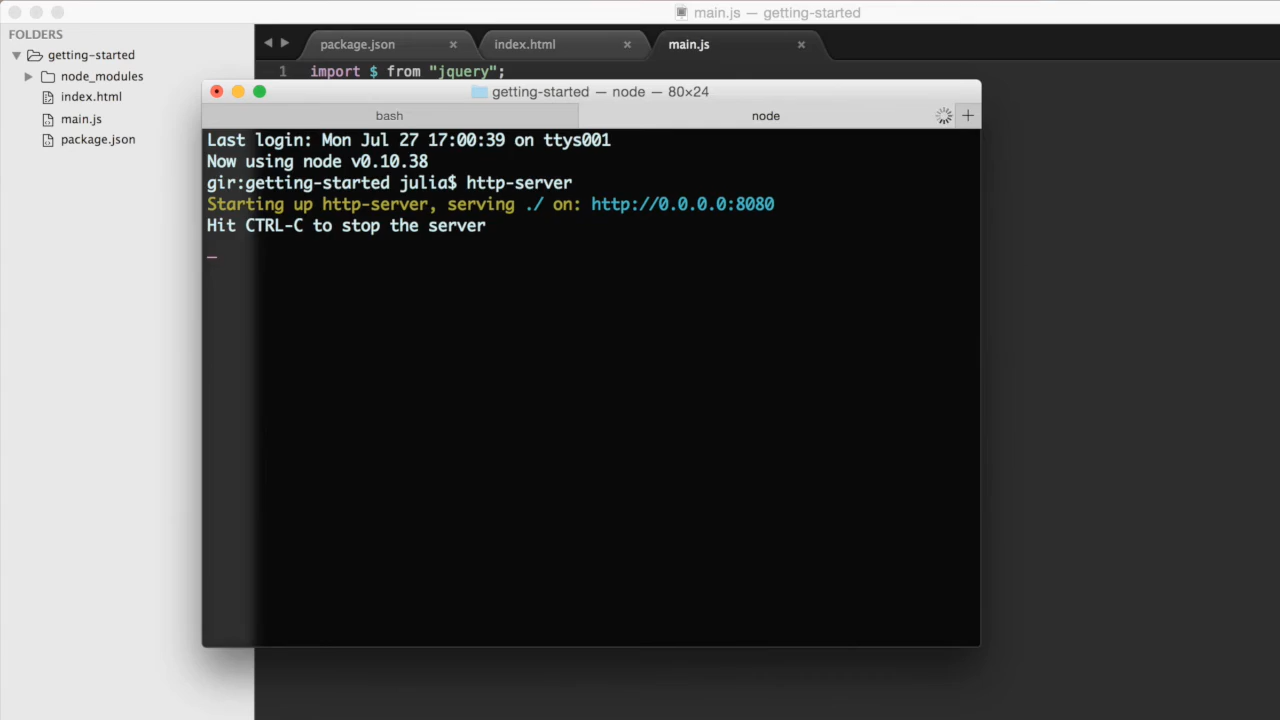 main.js — getting-started
FOLDERS
getting-started
node_modules
index.html
main.js
package.json
package.json
index.html
main.js
1 import $ from "jquery";
getting-started — node — 80×24
bash
node
Last login: Mon Jul 27 17:00:39 on ttys001
Now using node v0.10.38
gir:getting-started julia$ http-server
Starting up http-server, serving ./ on: http://0.0.0.0:8080
Hit CTRL-C to stop the server